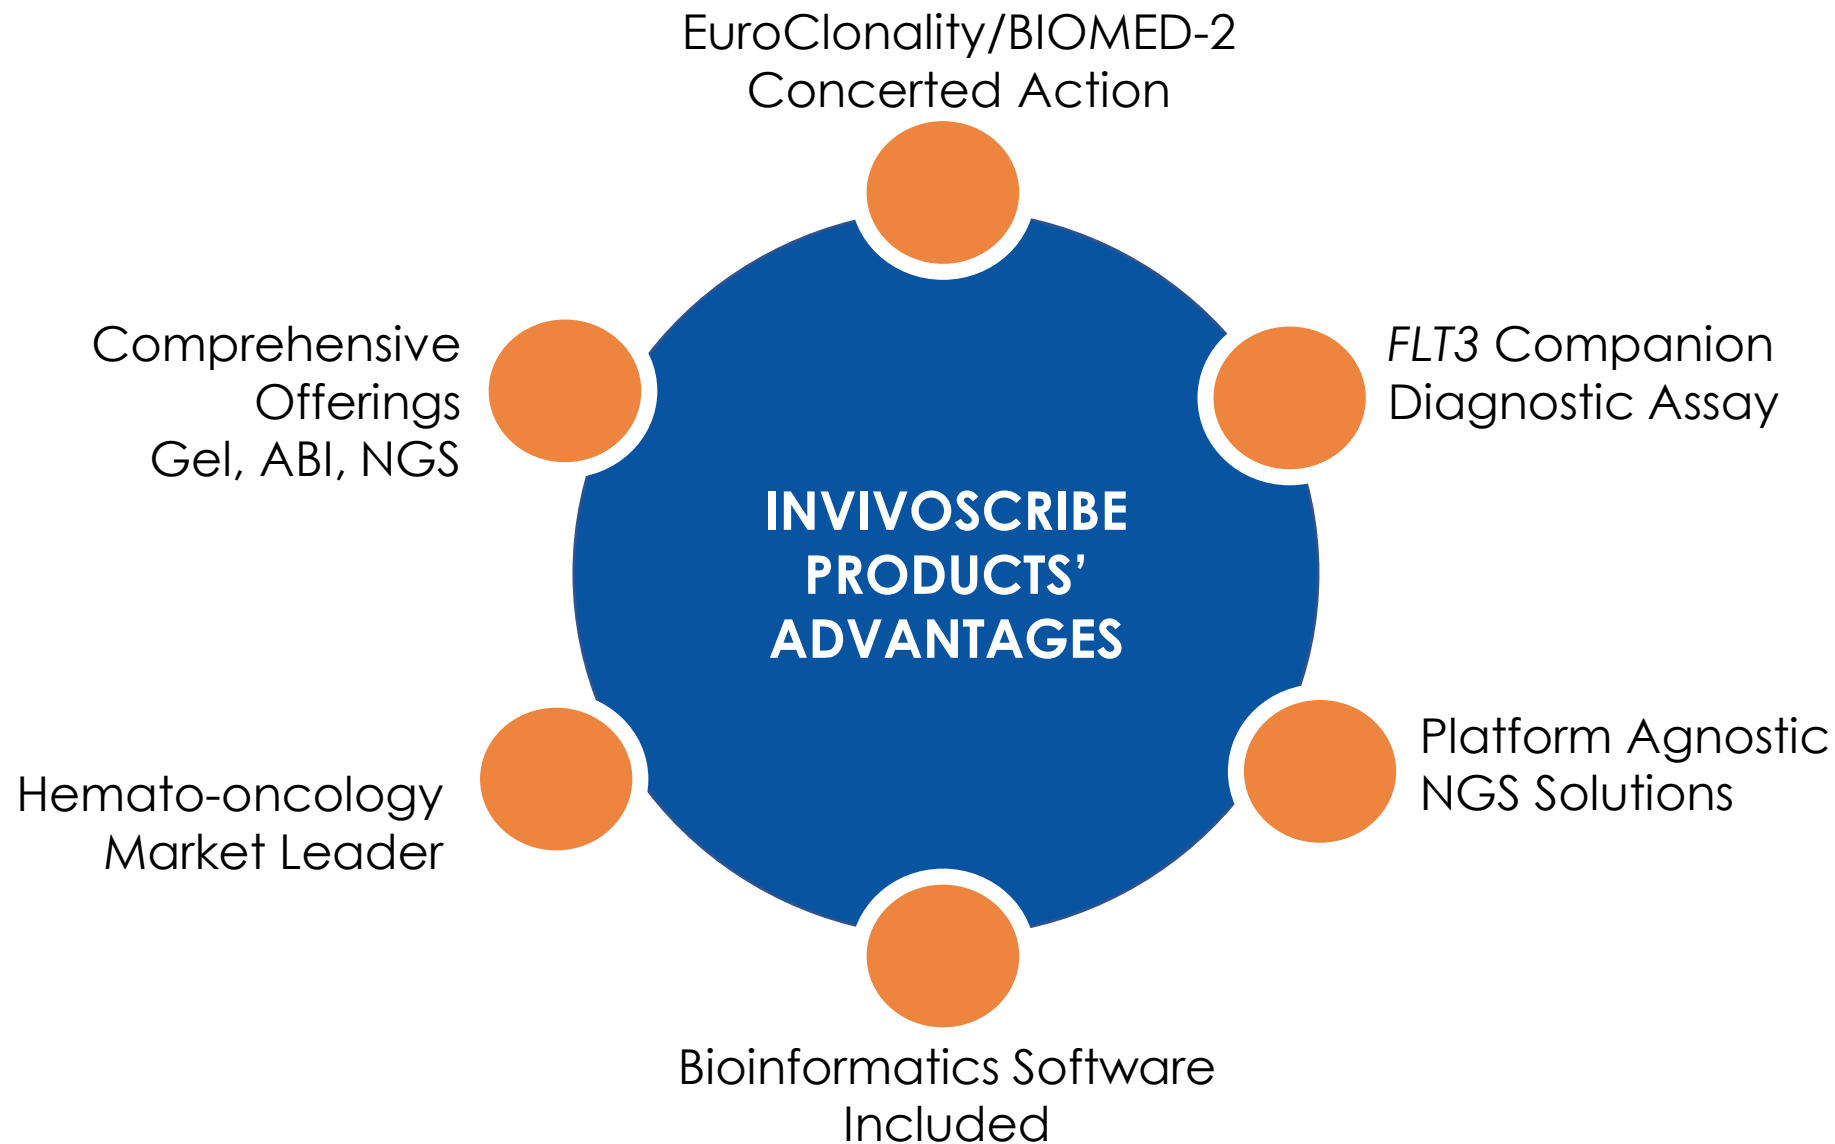 EuroClonality/BIOMED-2
Concerted Action
FLT3 Companion
Diagnostic Assay
Platform Agnostic
NGS Solutions
Bioinformatics Software
Included
Hemato-oncology
Market Leader
Comprehensive
Offerings
Gel, ABI, NGS
INVIVOSCRIBE
PRODUCTS’
ADVANTAGES